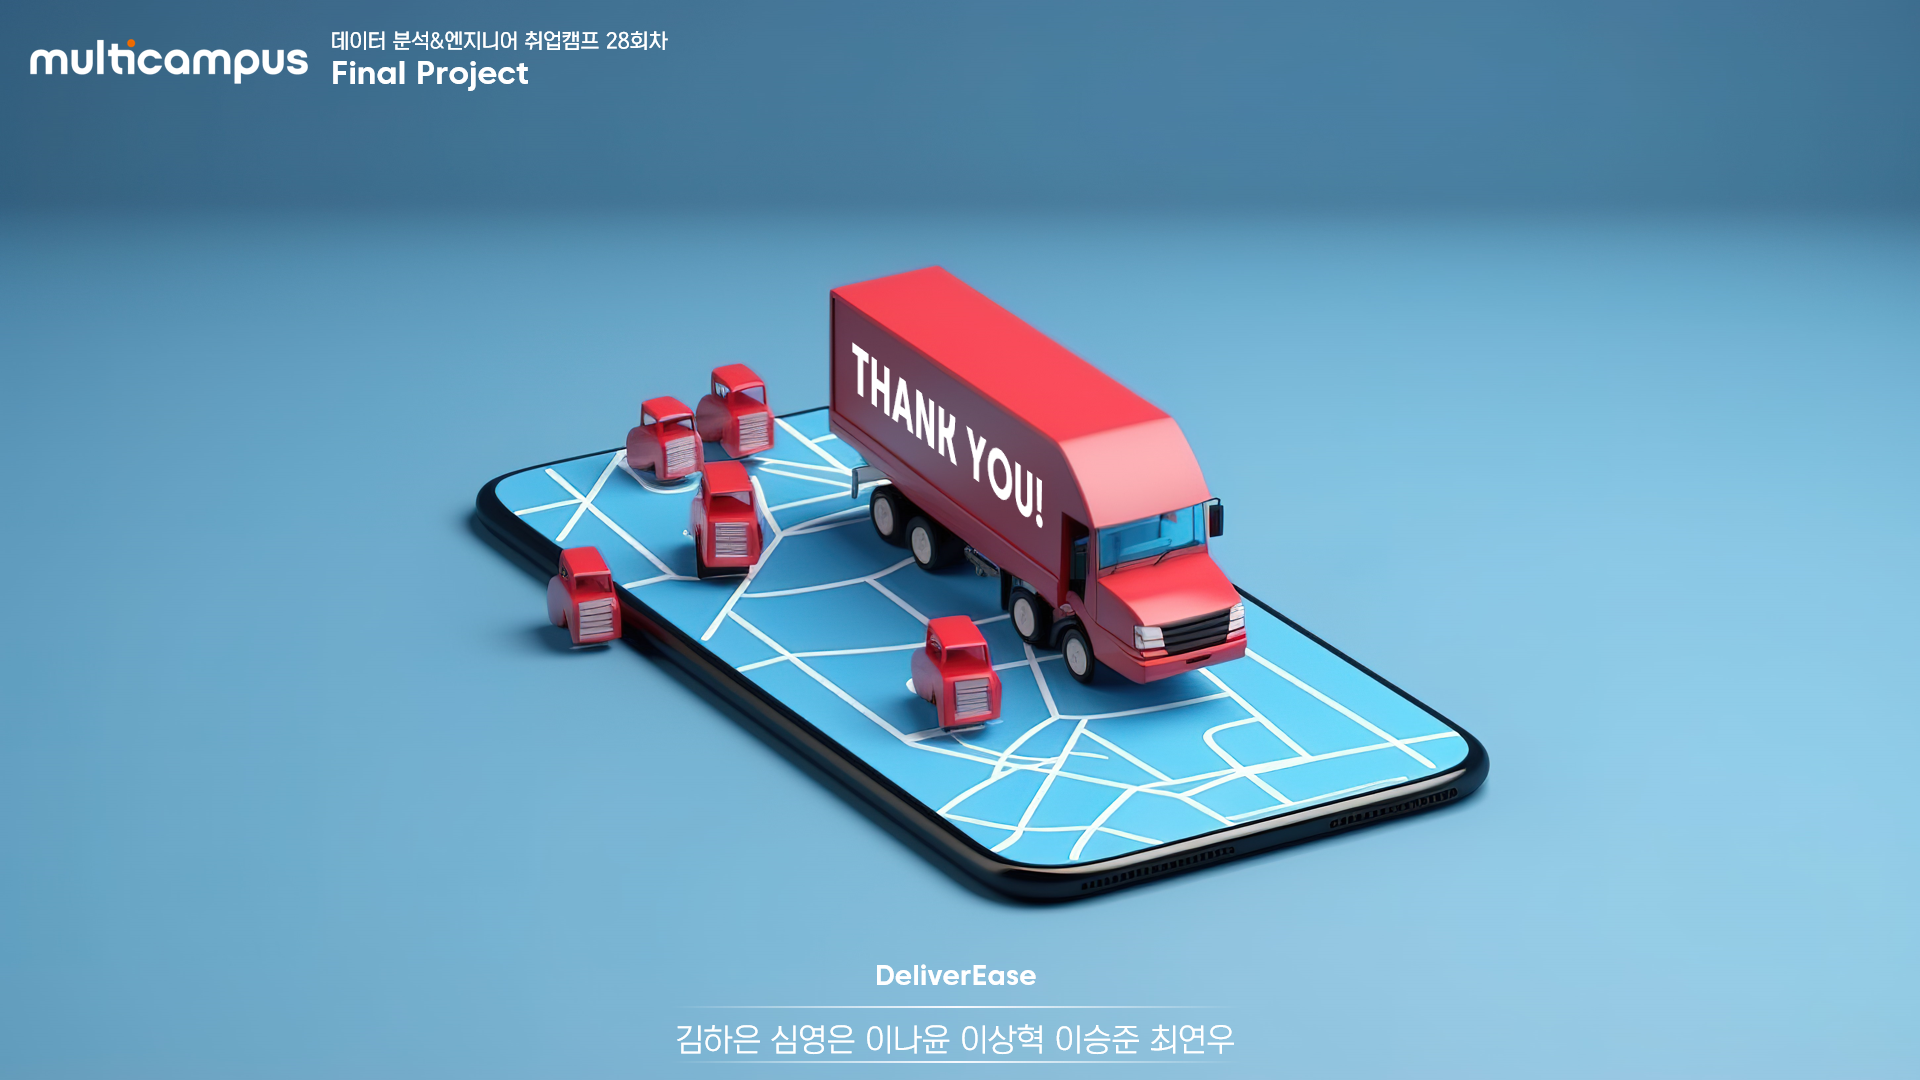 multicampus
데이터 분석&엔지니어 취업캠프 28회차
Final Project
THANK YOU!
DeliverEase
김하은 심영은 이나윤 이상혁 이승준 최연우